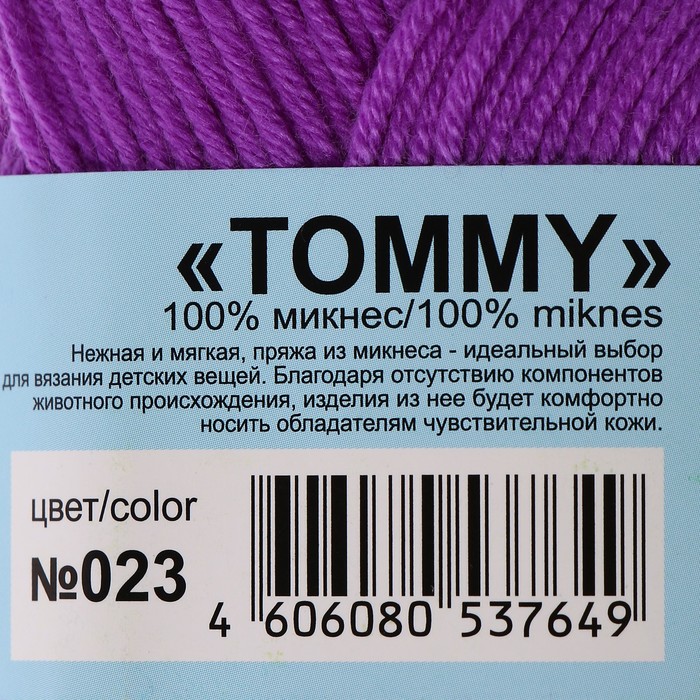 «TOMMY»
100% микнес/100% miknes
Нежная и мягкая, пряжа из микнеса - идеальный выбор
для вязания детских вещей. Благодаря отсутствию компонентов
животного происхождения, изделия из нее будет комфортно
носить обладателям чувствительной кожи.
цвет/color
№023
4 606080 537649